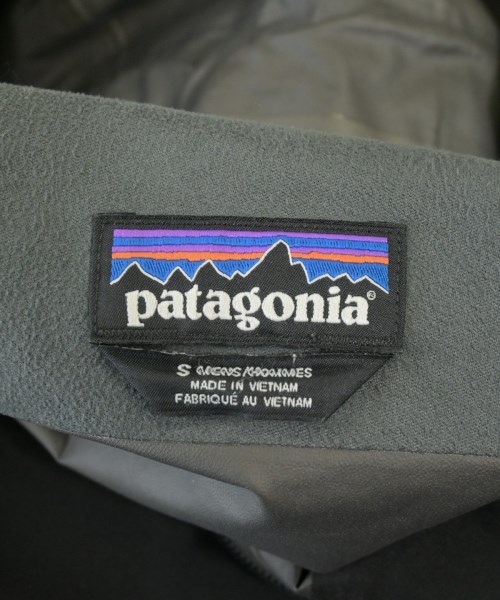 patagonia®
S MENS/HOMMES
MADE IN VIETNAM
FABRIQUÉ AU VIETNAM